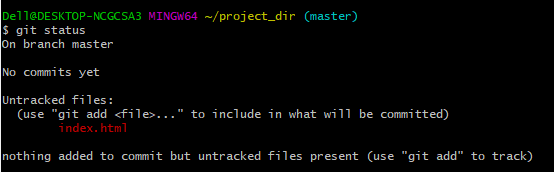 Dell@DESKTOP-NCGCSA3 MINGW64 ~/project_dir (master)
$ git status
On branch master
No commits yet
Untracked files:
(use "git add <file>..." to include in what will be committed)
index.html
nothing added to commit but untracked files present (use "git add" to track)